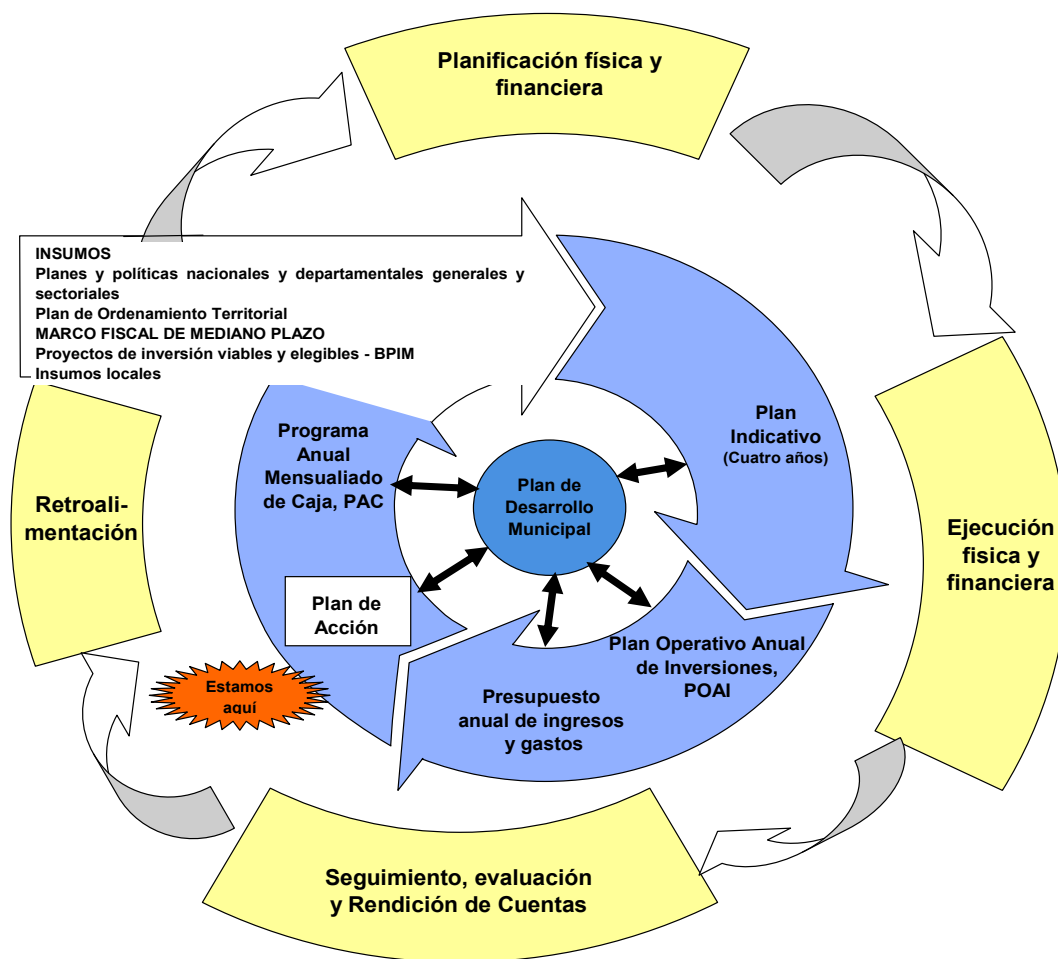 Planificación física y
financiera
INSUMOS
Planes y políticas nacionales y departamentales generales y
sectoriales
Plan de Ordenamiento Territorial
MARCO FISCAL DE MEDIANO PLAZO
Proyectos de inversión viables y elegibles - BPIM
Insumos locales
Programa
Anual
Mensualiado
de Caja, PAC
Plan
Indicativo
(Cuatro años)
Plan de
Desarrollo
Municipal
Retroali-
mentación
Ejecución
fisica y
financiera
Plan de
Acción
Plan Operativo Anual
de Inversiones,
POAI
Estamos
aquí
Presupuesto
anual de ingresos
y gastos
Seguimiento, evaluación
y Rendición de Cuentas